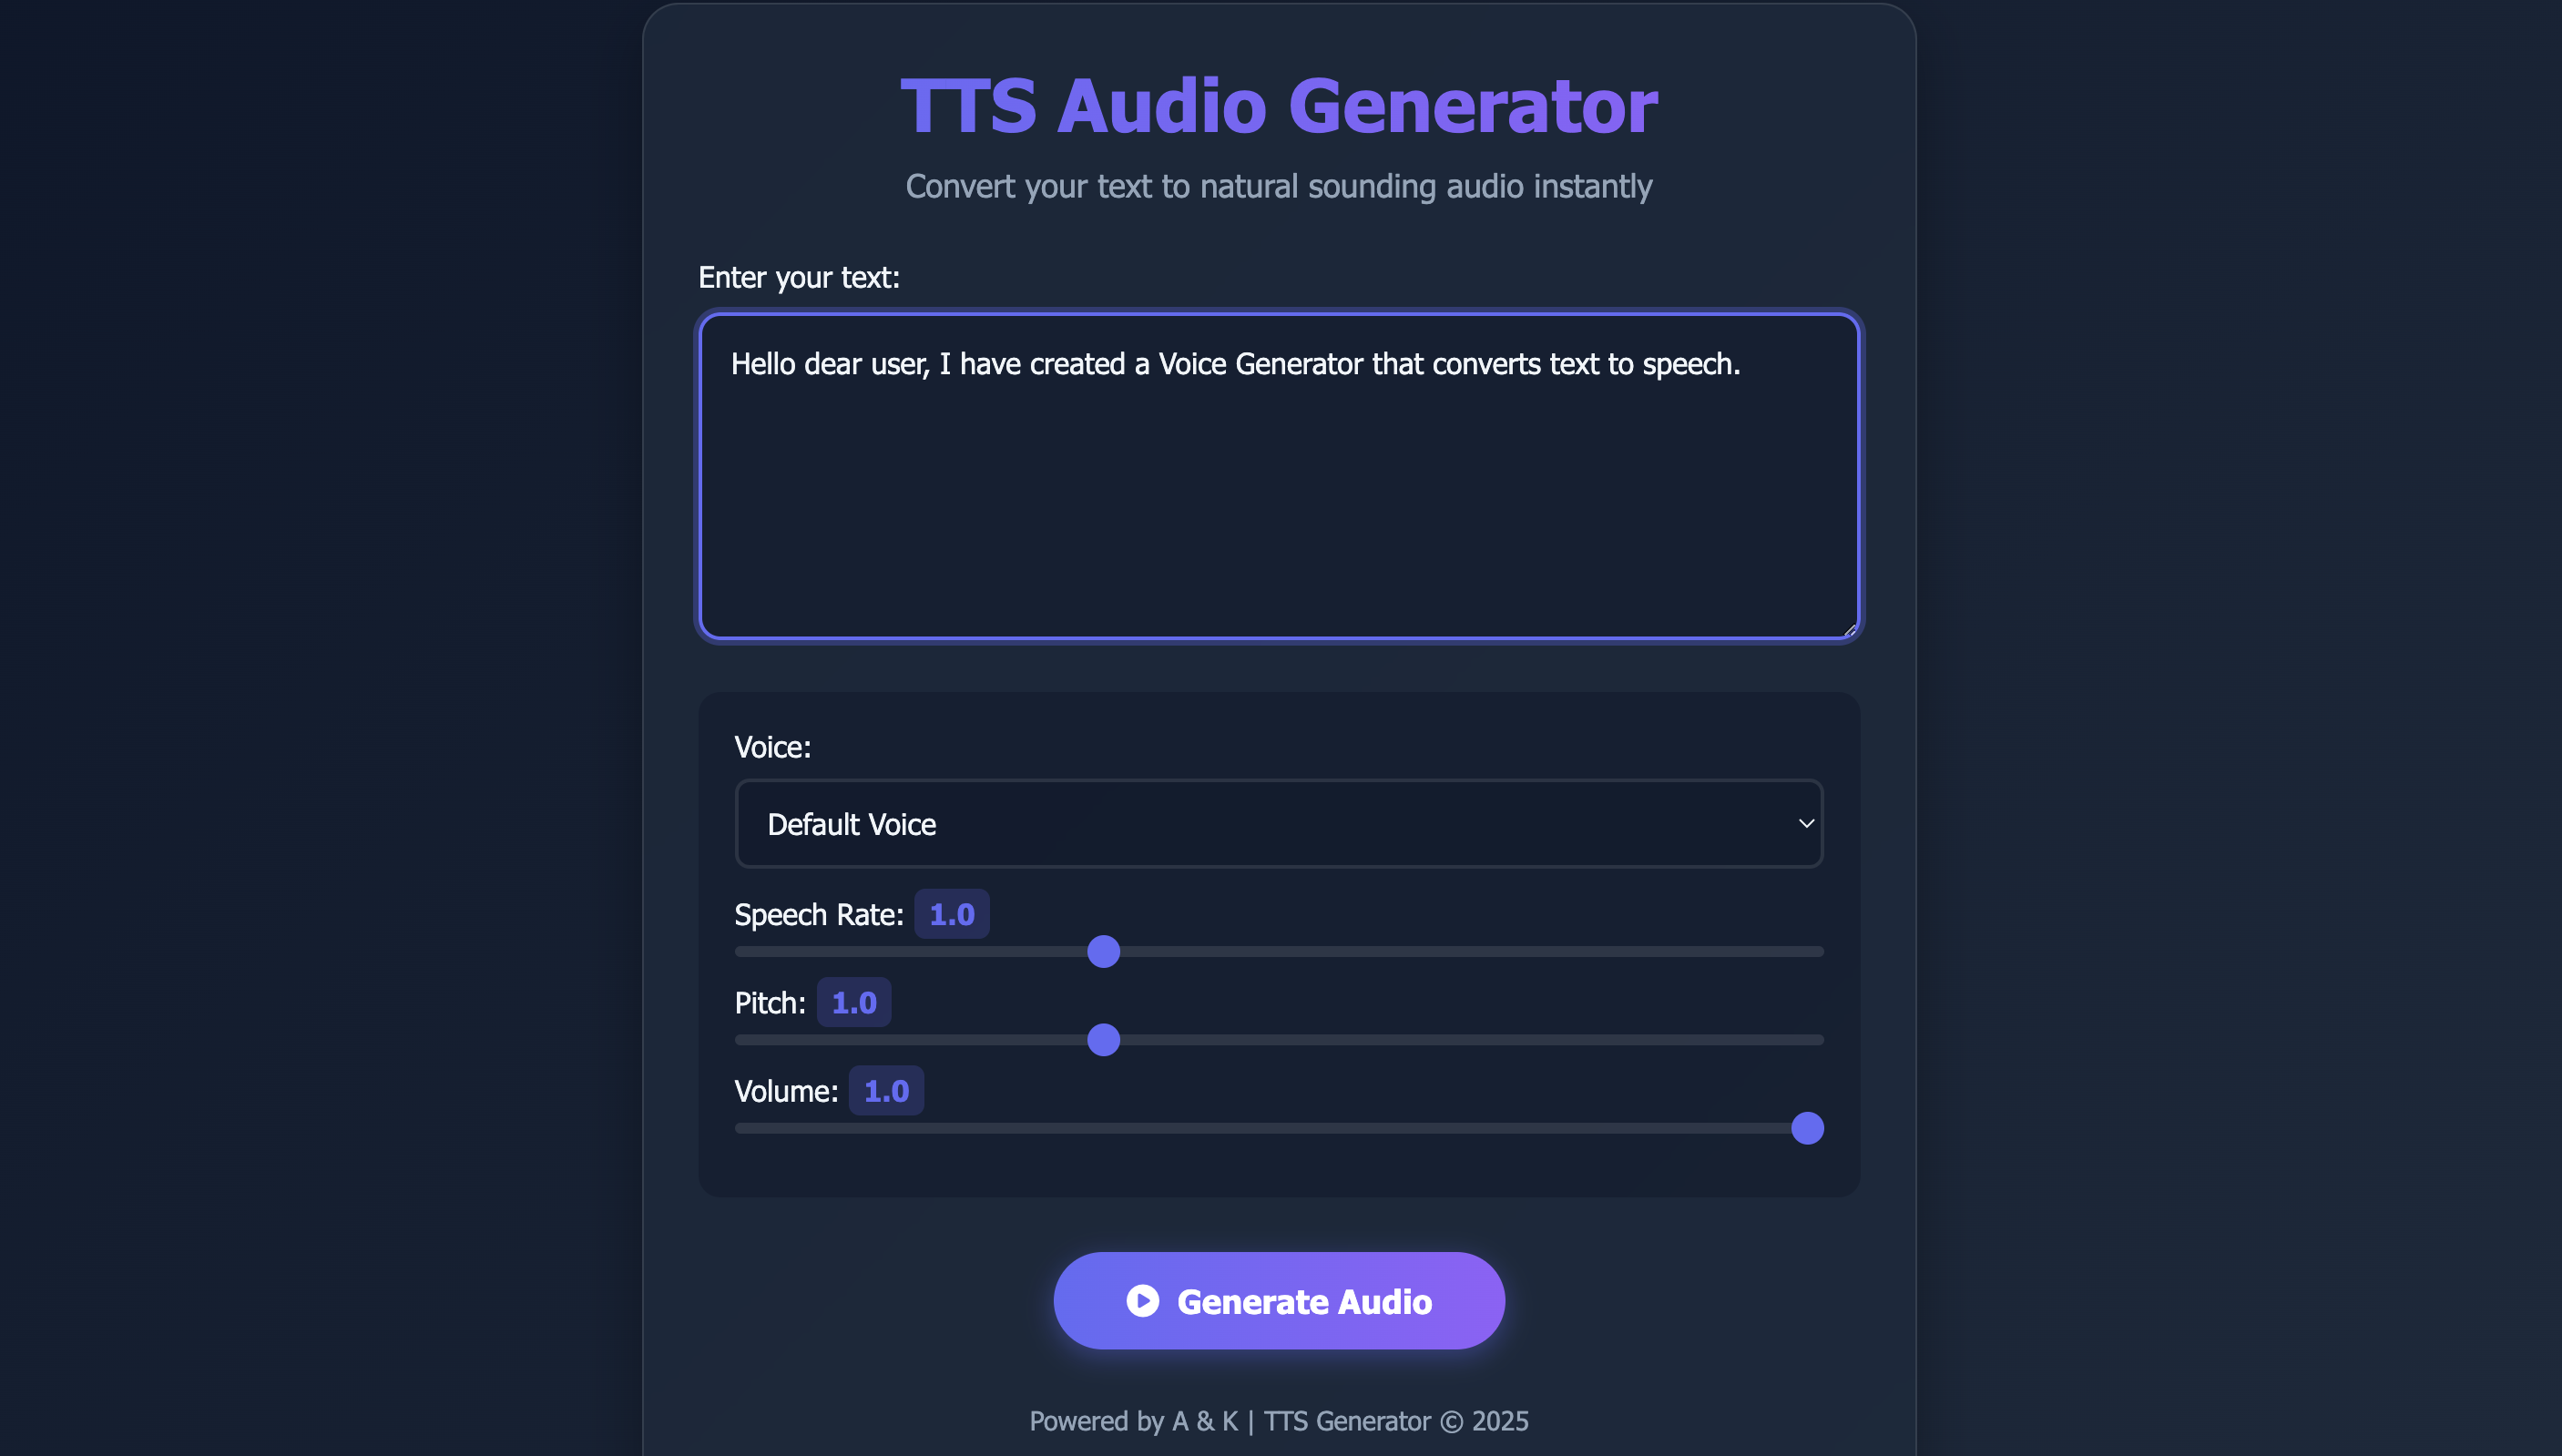 TTS Audio Generator
Convert your text to natural sounding audio instantly
Enter your text:
Hello dear user, I have created a Voice Generator that converts text to speech.
Voice:
Default Voice
Speech Rate: 1.0
Pitch: 1.0
Volume: 1.0
Generate Audio
Powered by A & K | TTS Generator © 2025